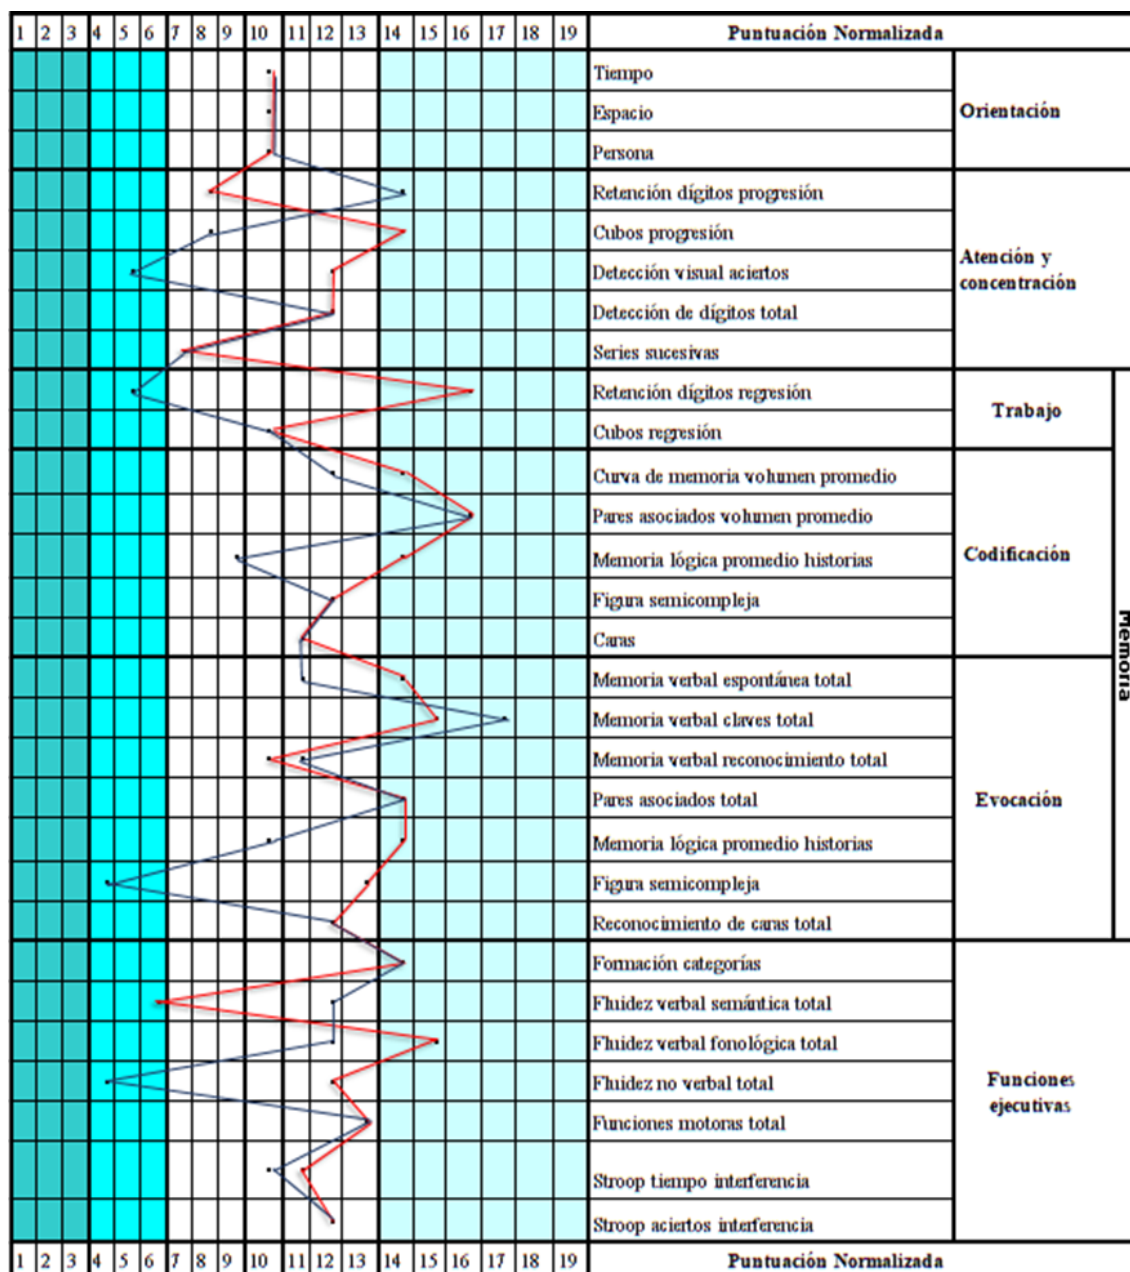 1 2 3 4 5 6 7 8 9 10 11 12 13 14 15 16 17 18 19 Puntuación Normalizada
Tiempo
Espacio
Persona
Orientación
Retención dígitos progresión
Cubos progresión
Detección visual aciertos
Detección de dígitos total
Series sucesivas
Atención y
concentración
Retención dígitos regresión
Cubos regresión
Trabajo
Curva de memoria volumen promedio
Pares asociados volumen promedio
Memoria lógica promedio historias
Figura semicompleja
Caras
Codificación
Memoria verbal espontánea total
Memoria verbal claves total
Memoria verbal reconocimiento total
Pares asociados total
Memoria lógica promedio historias
Figura semicompleja
Reconocimiento de caras total
Evocación
Memoria
Formación categorías
Fluidez verbal semántica total
Fluidez verbal fonológica total
Fluidez no verbal total
Funciones motoras total
Stroop tiempo interferencia
Stroop aciertos interferencia
Funciones
ejecutivas
1 2 3 4 5 6 7 8 9 10 11 12 13 14 15 16 17 18 19 Puntuación Normalizada